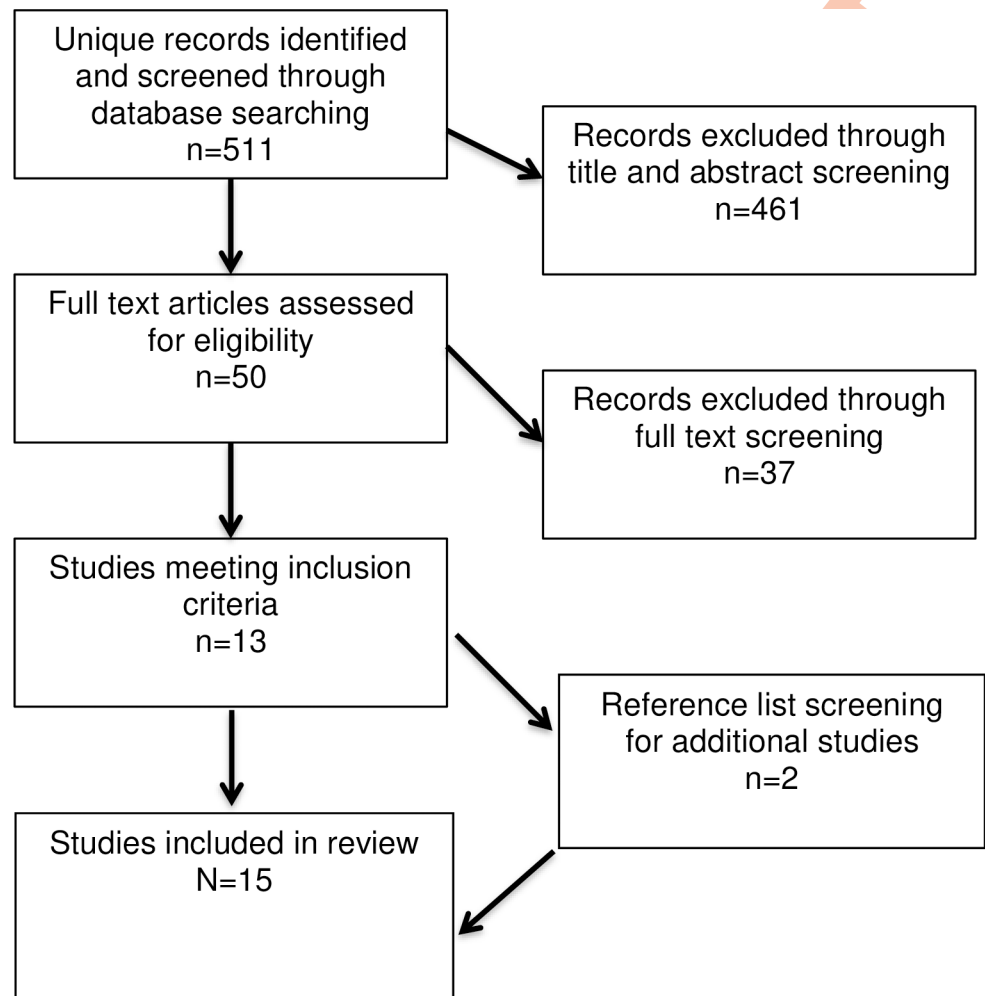 Unique records identified
and screened through
database searching
n=511
Records excluded through
title and abstract screening
n=461
Full text articles assessed
for eligibility
n=50
Records excluded through
full text screening
n=37
Studies meeting inclusion
criteria
n=13
Reference list screening
for additional studies
n=2
Studies included in review
N=15